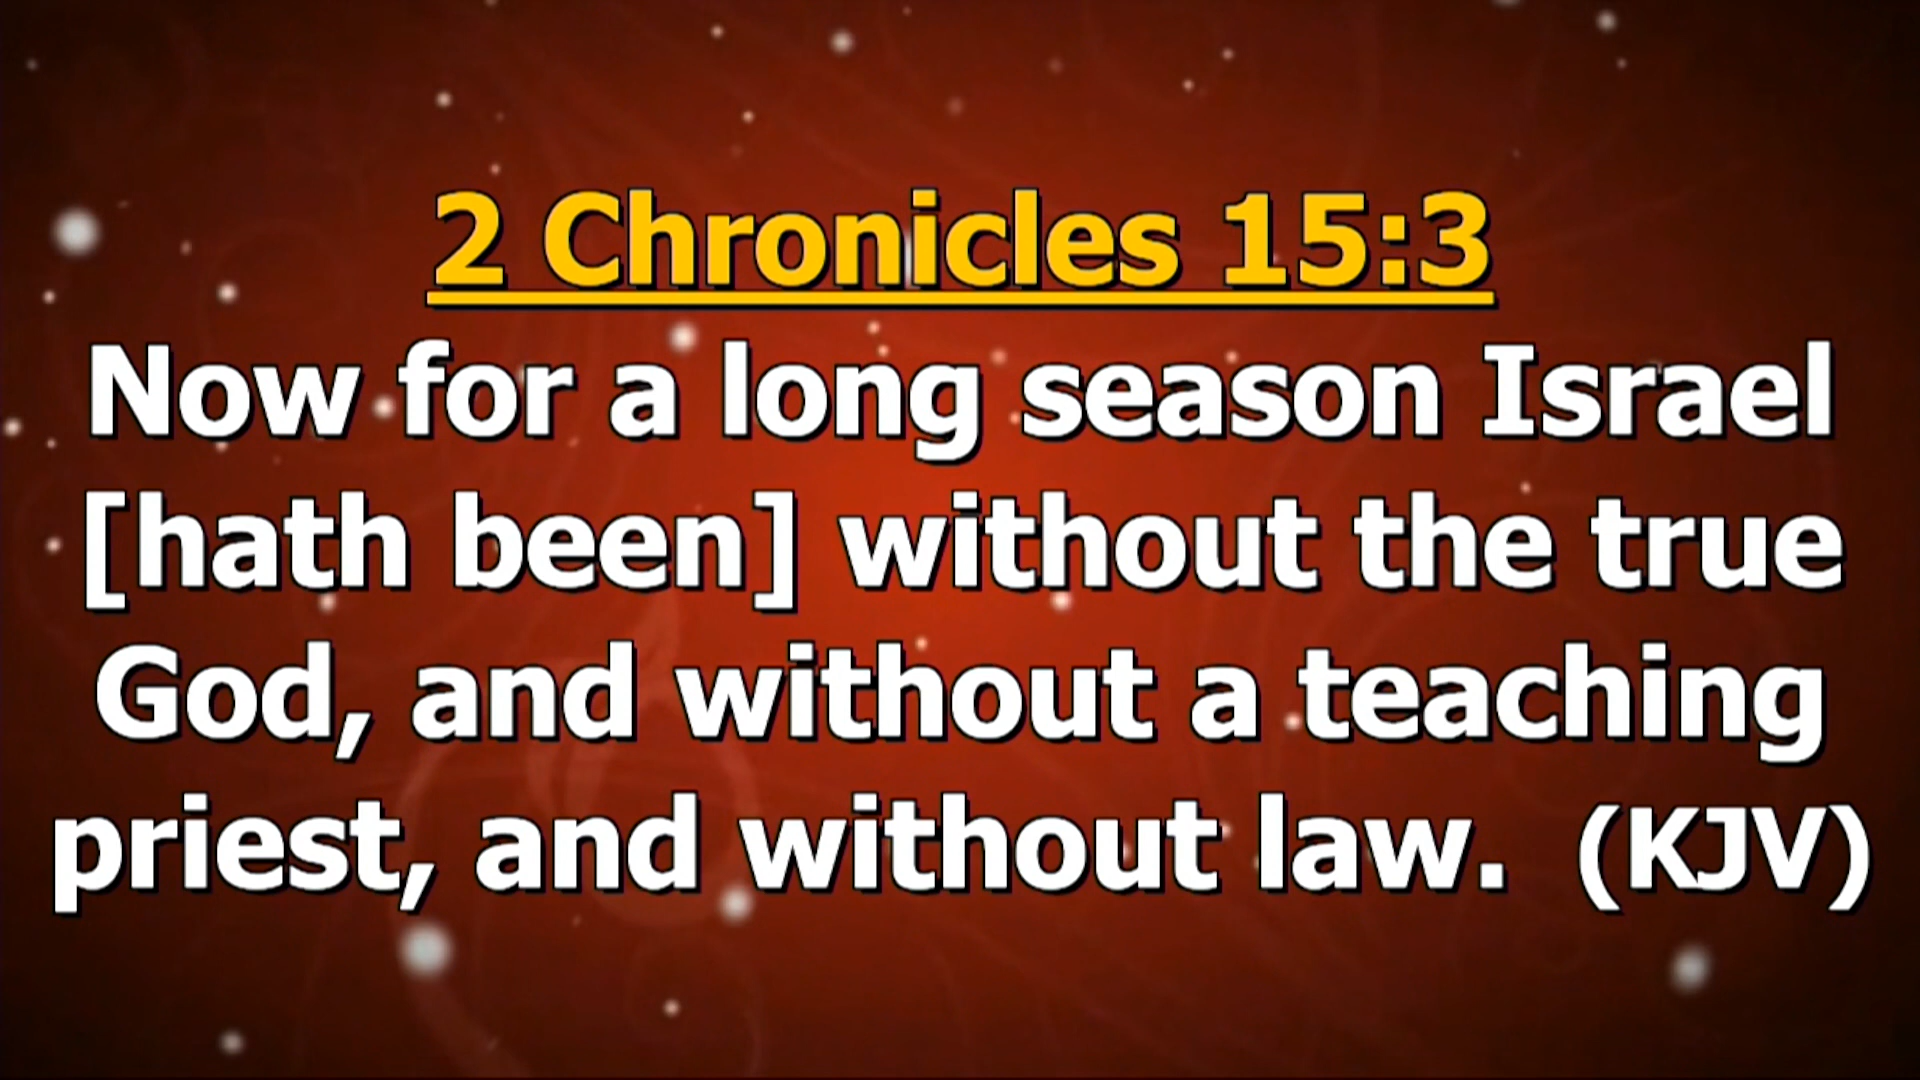 2 Chronicles 15:3
Now for a long season Israel
[hath been] without the true
God, and without a teaching
priest, and without law.  (KJV)